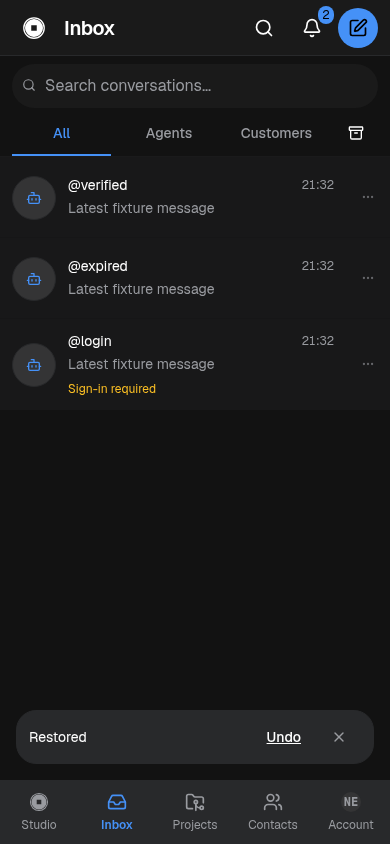 Inbox
2
Search conversations...
All
Agents
Customers
@verified
21:32
Latest fixture message
@expired
21:32
Latest fixture message
@login
21:32
Latest fixture message
Sign-in required
Restored
Undo
NE
Studio
Inbox
Projects
Contacts
Account